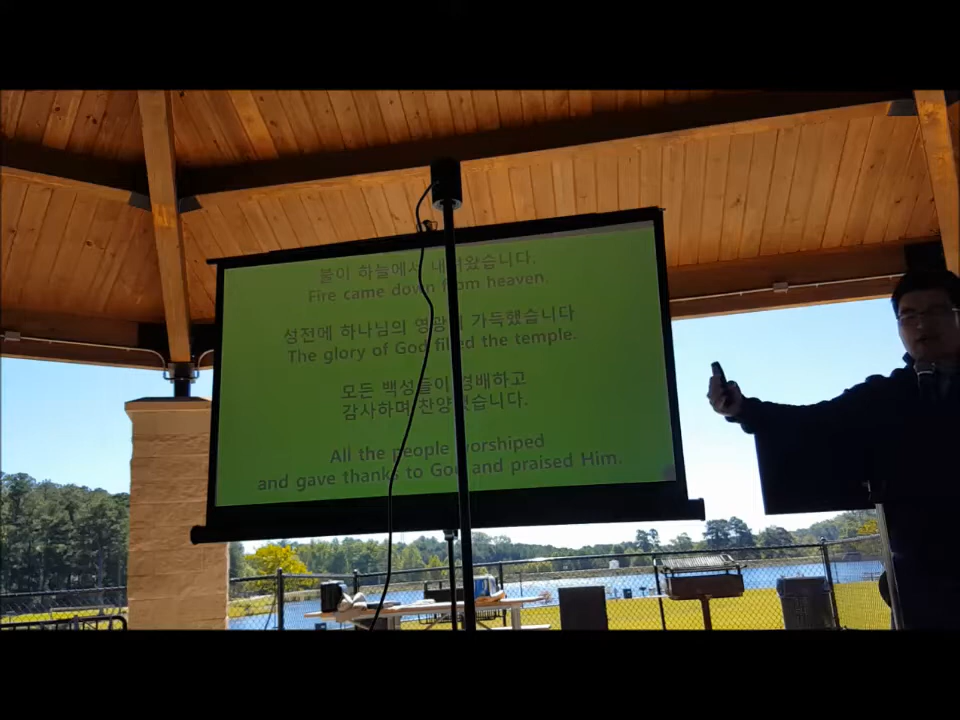 불이 하늘에서 내려왔습니다.
Fire came down from heaven.
성전에 하나님의 영광이 가득했습니다
The glory of God filled the temple.
모든 백성들이 경배하고
감사하며 찬양했습니다.
All the people worshiped
and gave thanks to God and praised Him.